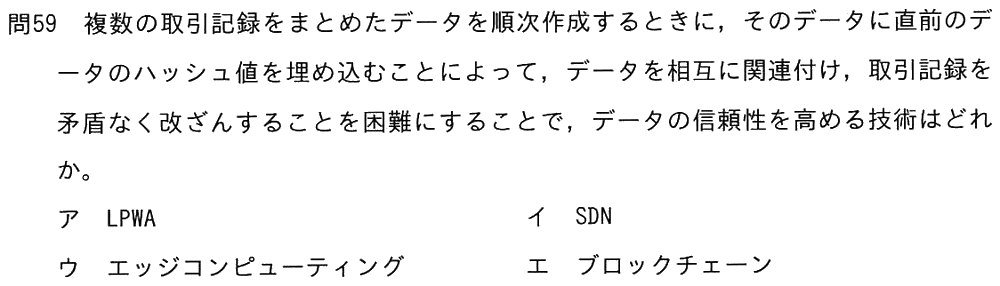 問59　複数の取引記録をまとめたデータを順次作成するときに，そのデータに直前のデ
ータのハッシュ値を埋め込むことによって，データを相互に関連付け，取引記録を
矛盾なく改ざんすることを困難にすることで，データの信頼性を高める技術はどれ
か。
ア　LPWA　イ　SDN
ウ　エッジコンピューティング　エ　ブロックチェーン